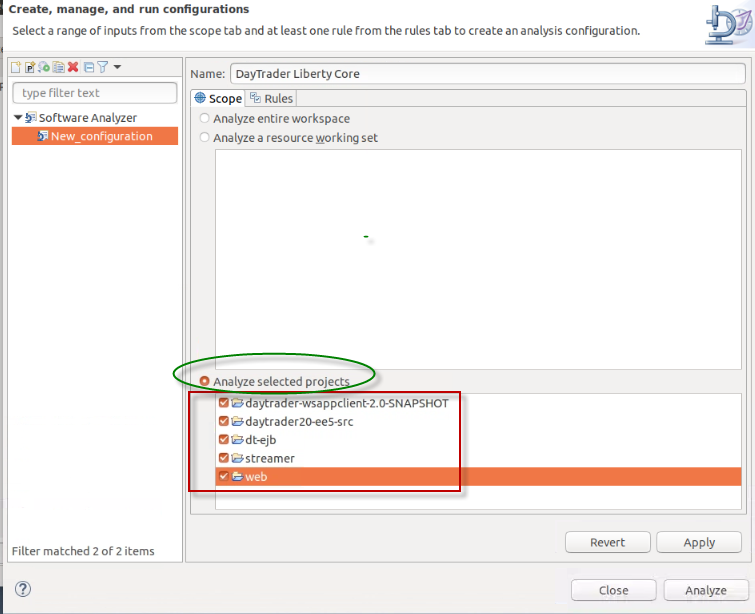 Create, manage, and run configurations
Select a range of inputs from the scope tab and at least one rule from the rules tab to create an analysis configuration.
Name: DayTrader Liberty Core
type filter text
Scope Rules
Software Analyzer
New_configuration
Analyze entire workspace
Analyze a resource working set
Analyze selected projects
daytrader-wsappclient-2.0-SNAPSHOT
daytrader20-ee5-src
dt-ejb
streamer
web
Filter matched 2 of 2 items
Revert Apply
Close Analyze